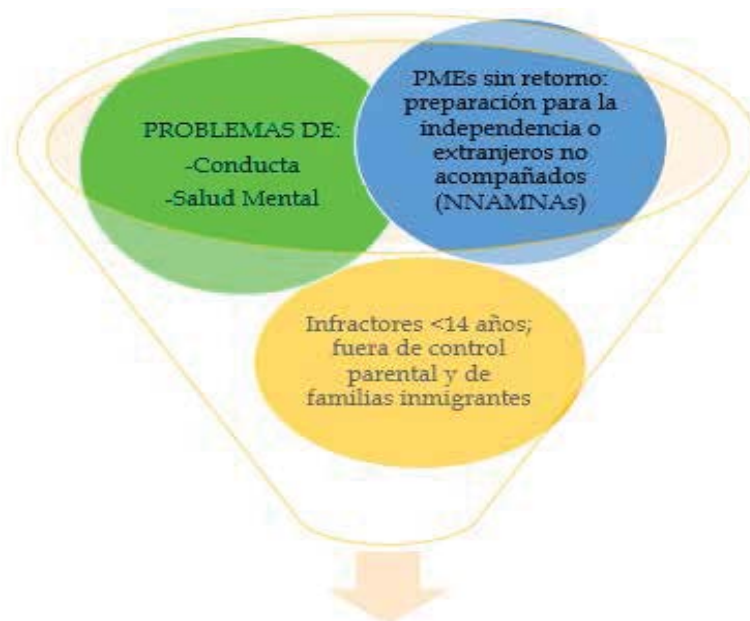 PROBLEMAS DE:
-Conducta
-Salud Mental
PMEs sin retorno:
preparación para la
independencia o
extranjeros no
acompañados
(NNAMNAs)
Infractores <14 años;
fuera de control
parental y de
familias inmigrantes